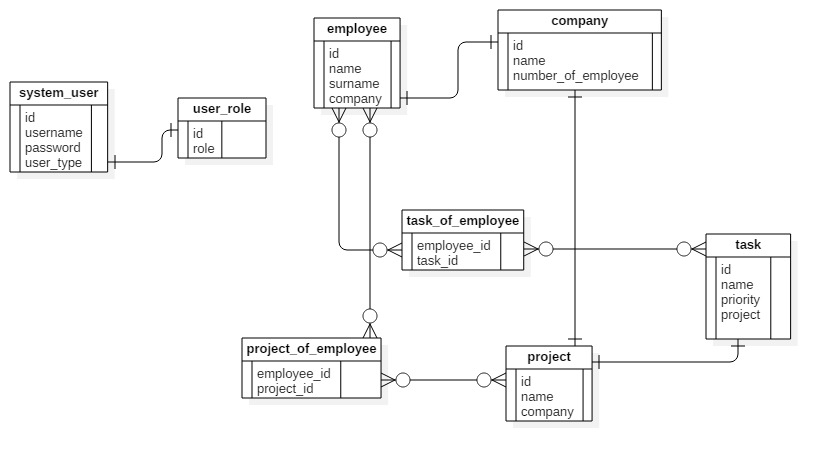 employee
id
name
surname
company
company
id
name
number_of_employee
system_user
id
username
password
user_type
user_role
id
role
task_of_employee
employee_id
task_id
task
id
name
priority
project
project_of_employee
employee_id
project_id
project
id
name
company